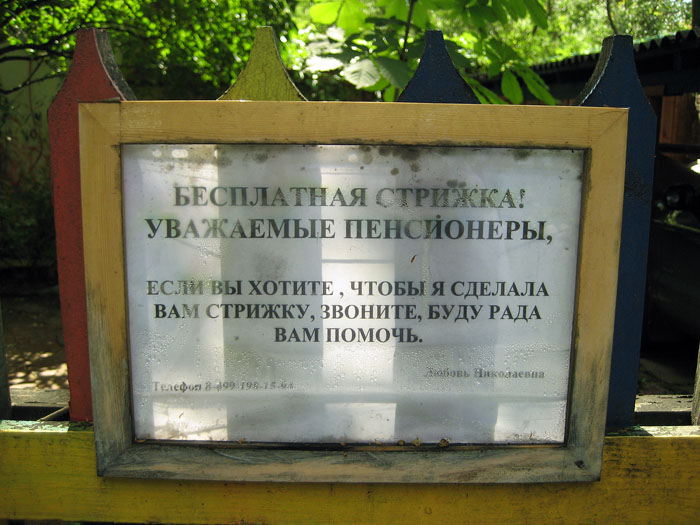 БЕСПЛАТНАЯ СТРИЖКА!
УВАЖАЕМЫЕ ПЕНСИОНЕРЫ,
ЕСЛИ ВЫ ХОТИТЕ , ЧТОБЫ Я СДЕЛАЛА
ВАМ СТРИЖКУ, ЗВОНИТЕ, БУДУ РАДА
ВАМ ПОМОЧЬ.
Любовь Николаевна
Телефон